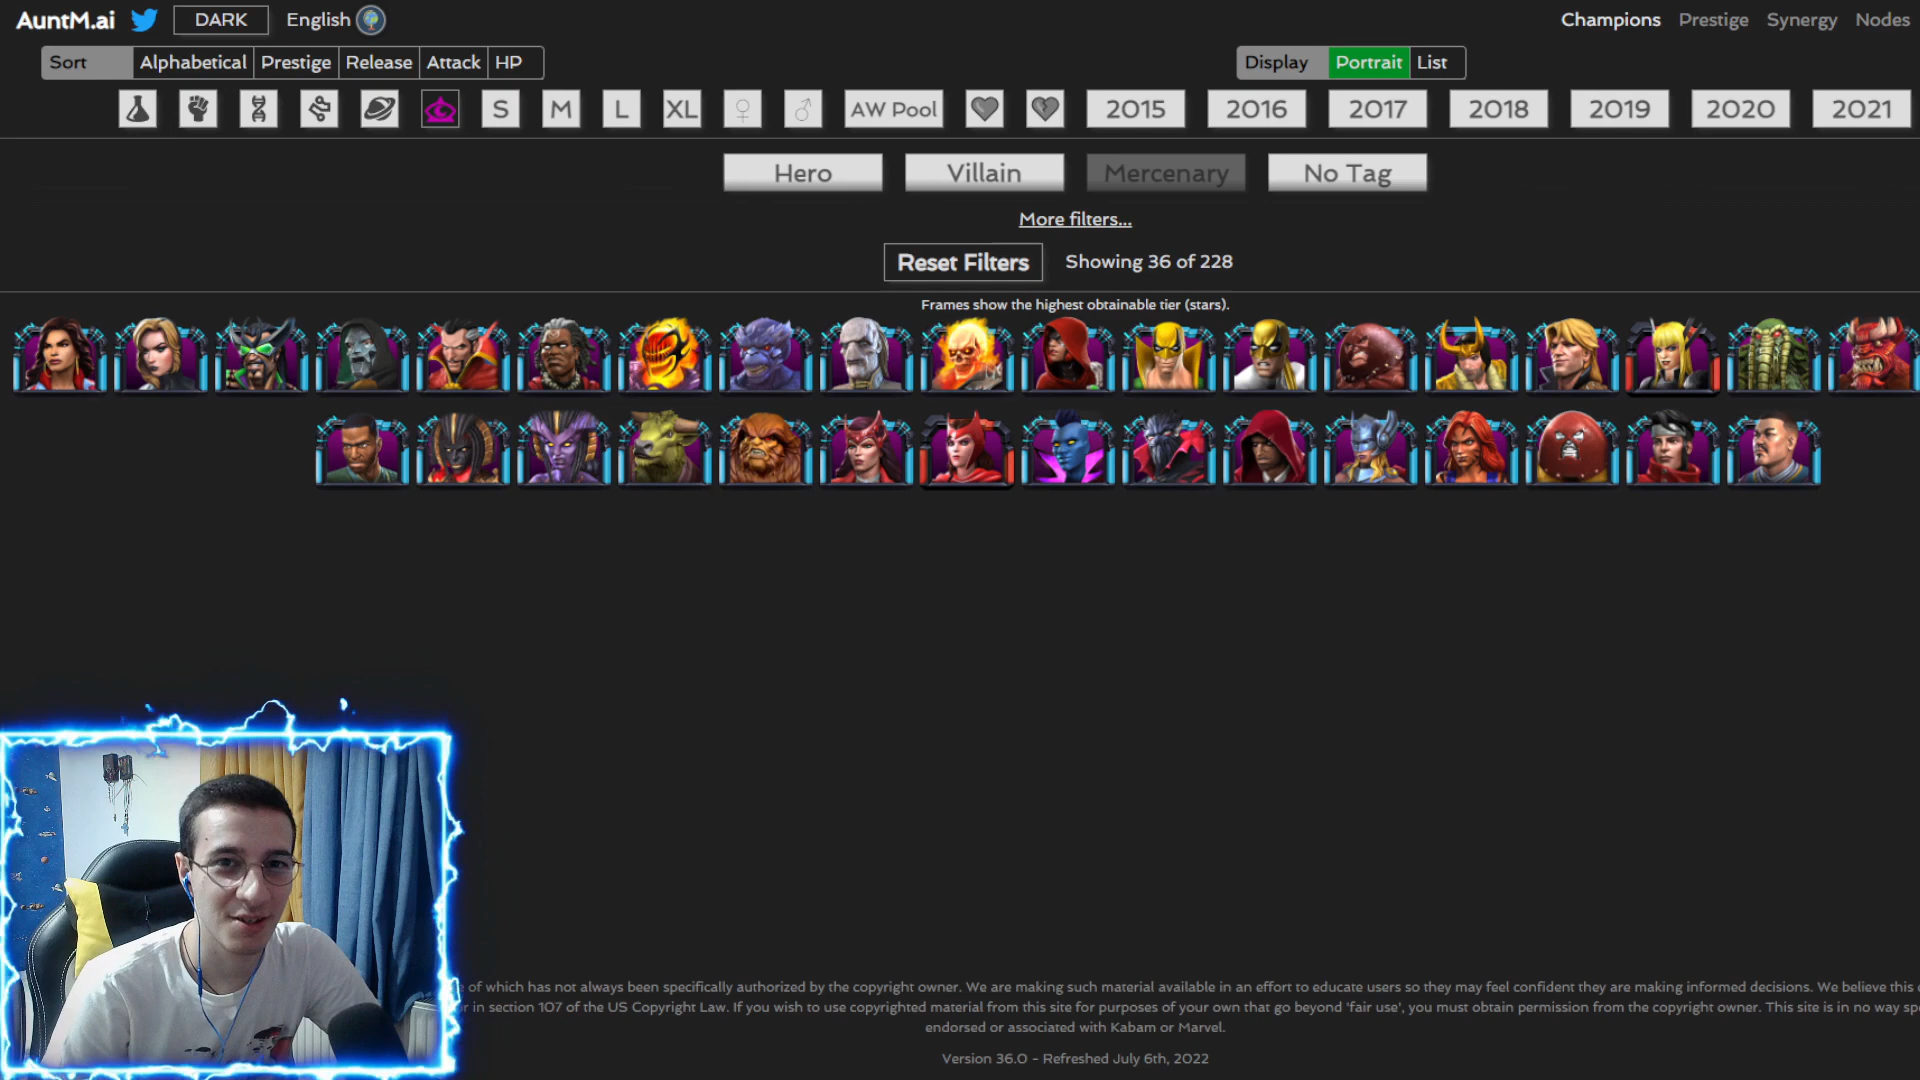 AuntM.ai DARK English Champions Prestige Synergy Nodes
Sort Alphabetical Prestige Release Attack HP Display Portrait List
S M L XL AW Pool 2015 2016 2017 2018 2019 2020 2021
Hero Villain Mercenary No Tag
More filters...
Reset Filters Showing 36 of 228
Frames show the highest obtainable tier (stars).
of which has not always been specifically authorized by the copyright owner. We are making such material available in an effort to educate users so they may feel confident they are making informed decisions. We believe this
in section 107 of the US Copyright Law. If you wish to use copyrighted material from this site for purposes of your own that go beyond 'fair use', you must obtain permission from the copyright owner. This site is in no way
endorsed or associated with Kabam or Marvel.
Version 36.0 - Refreshed July 6th, 2022